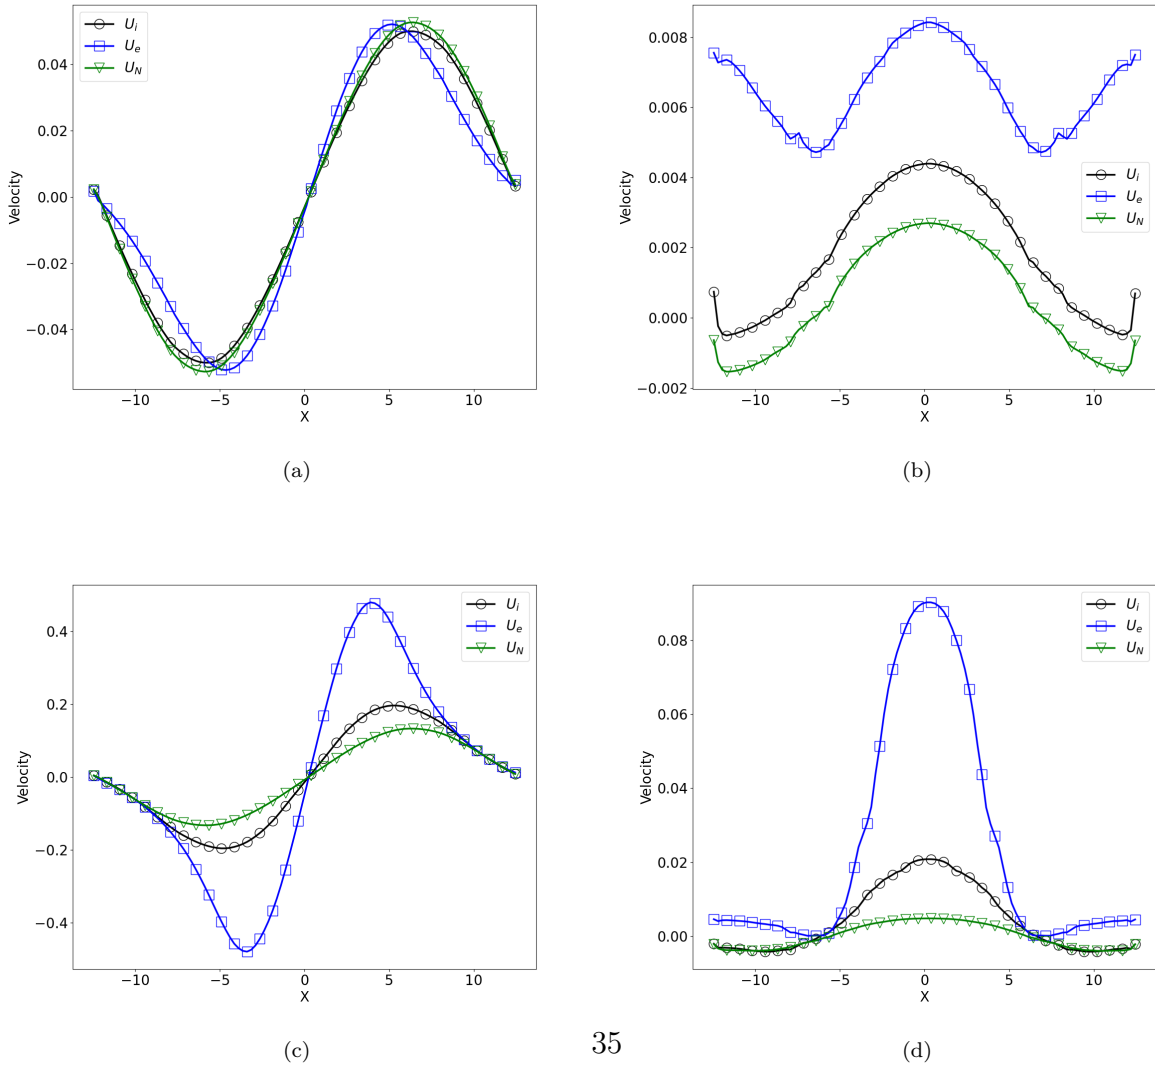 U_i
U_e
U_N
0.04
0.02
0.00
−0.02
−0.04
Velocity
−10 −5 0 5 10
X
(a)
0.008
0.006
0.004
0.002
0.000
−0.002
Velocity
U_i
U_e
U_N
−10 −5 0 5 10
X
(b)
U_i
U_e
U_N
0.4
0.2
0.0
−0.2
−0.4
Velocity
−10 −5 0 5 10
X
(c)
U_i
U_e
U_N
0.08
0.06
0.04
0.02
0.00
Velocity
−10 −5 0 5 10
X
(d)
35